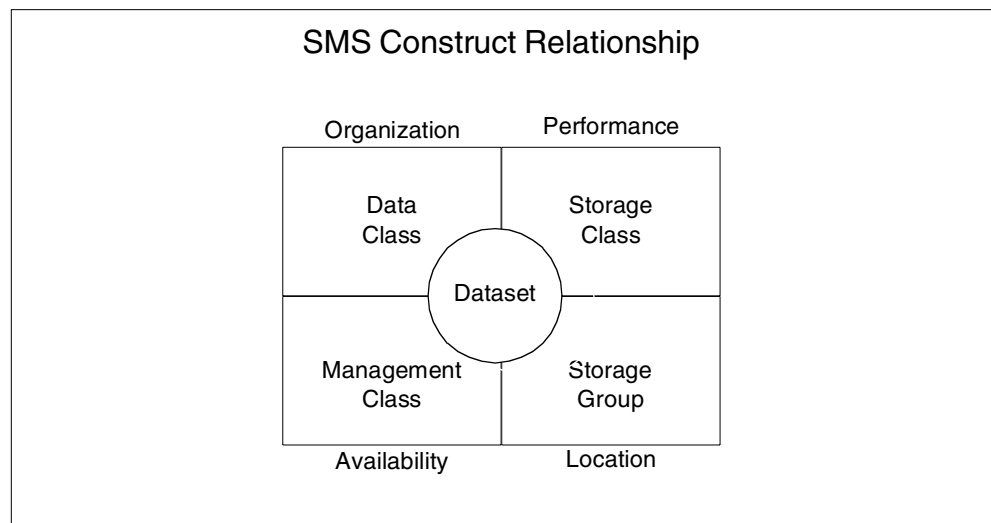 SMS Construct Relationship
Organization
Performance
Data
Class
Storage
Class
Dataset
Management
Class
Storage
Group
Availability
Location